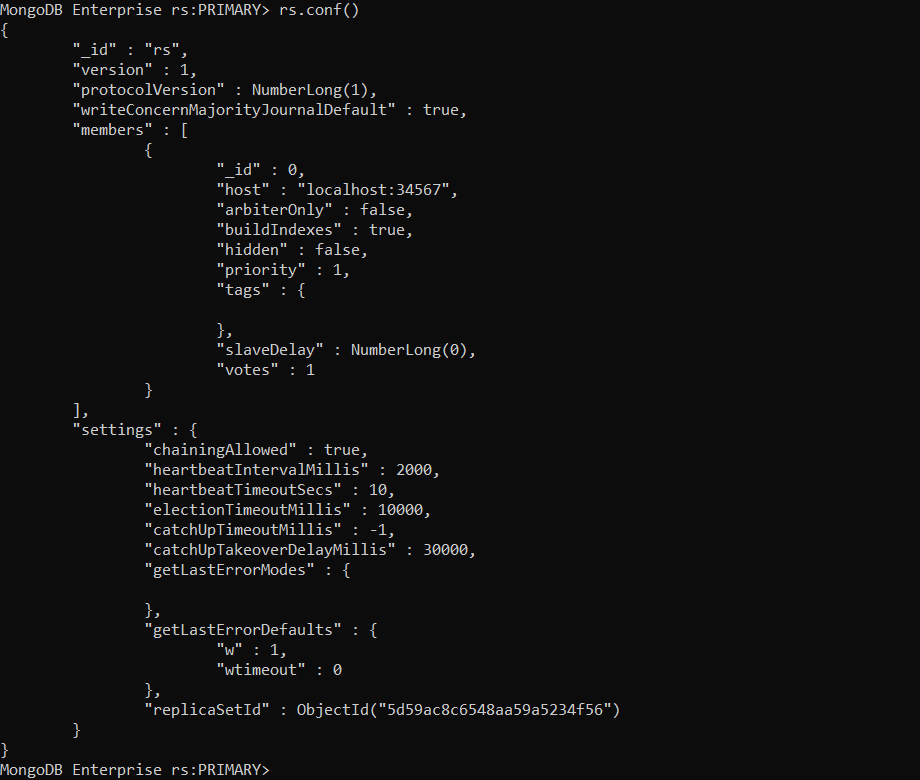 MongoDB Enterprise rs:PRIMARY> rs.conf()
{
        "_id" : "rs",
        "version" : 1,
        "protocolVersion" : NumberLong(1),
        "writeConcernMajorityJournalDefault" : true,
        "members" : [
                {
                        "_id" : 0,
                        "host" : "localhost:34567",
                        "arbiterOnly" : false,
                        "buildIndexes" : true,
                        "hidden" : false,
                        "priority" : 1,
                        "tags" : {

                        },
                        "slaveDelay" : NumberLong(0),
                        "votes" : 1
                }
        ],
        "settings" : {
                "chainingAllowed" : true,
                "heartbeatIntervalMillis" : 2000,
                "heartbeatTimeoutSecs" : 10,
                "electionTimeoutMillis" : 10000,
                "catchUpTimeoutMillis" : -1,
                "catchUpTakeoverDelayMillis" : 30000,
                "getLastErrorModes" : {

                },
                "getLastErrorDefaults" : {
                        "w" : 1,
                        "wtimeout" : 0
                },
                "replicaSetId" : ObjectId("5d59ac8c6548aa59a5234f56")
        }
}
MongoDB Enterprise rs:PRIMARY>